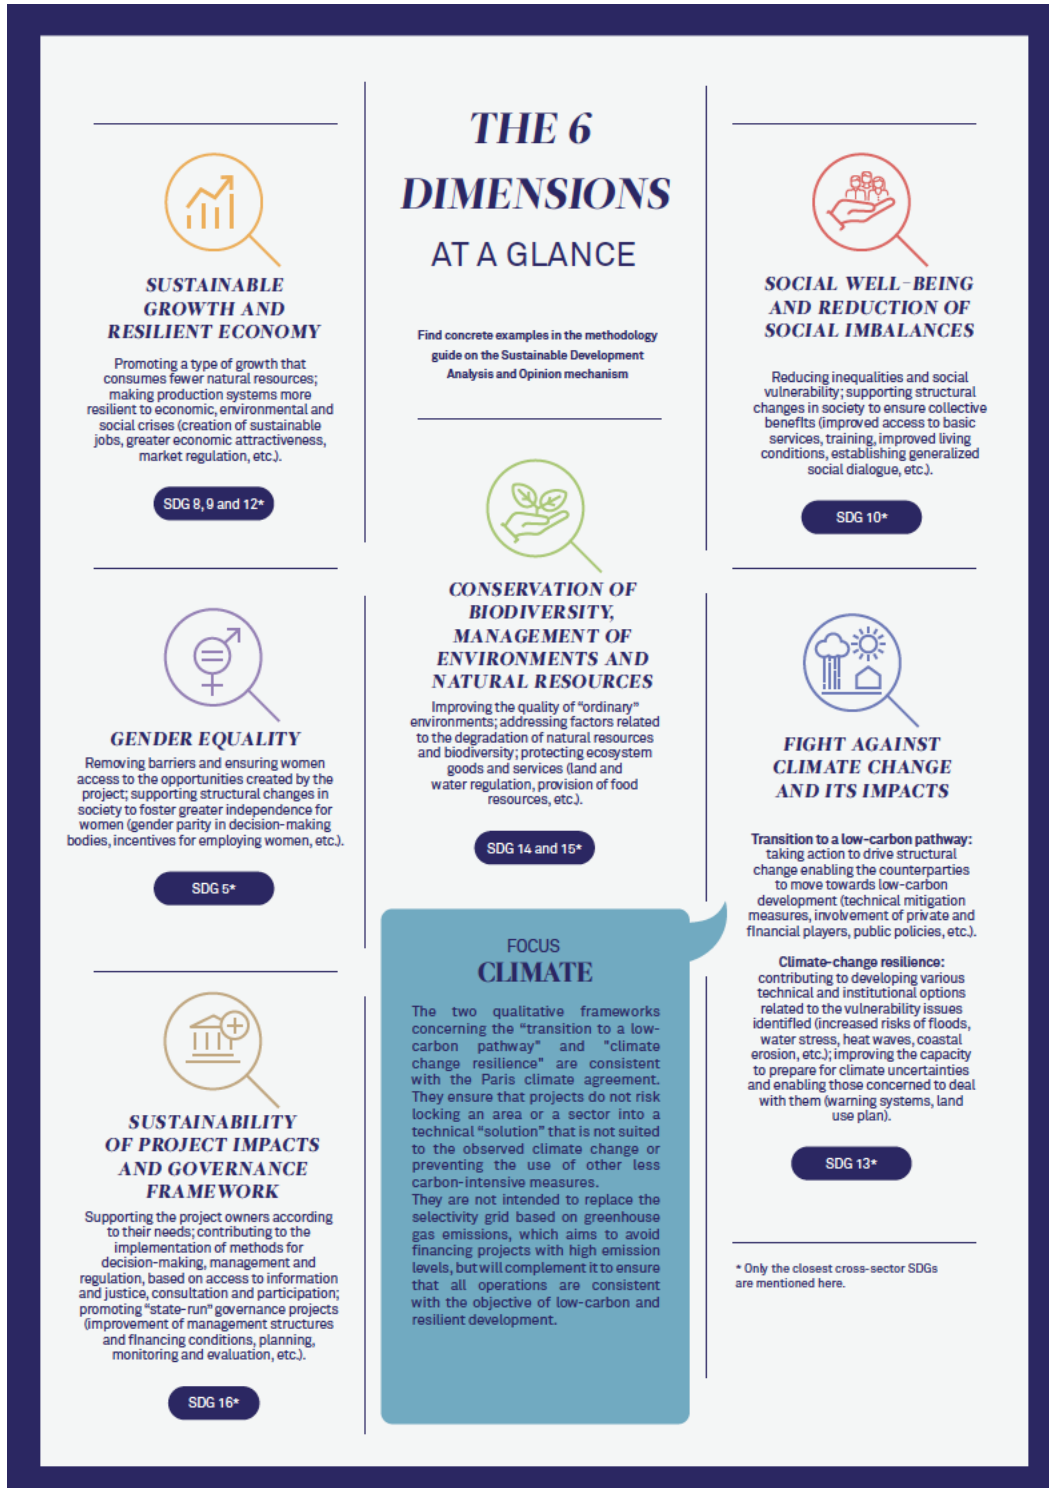 THE 6
DIMENSIONS
AT A GLANCE
Find concrete examples in the methodology
guide on the Sustainable Development
Analysis and Opinion mechanism
SUSTAINABLE
GROWTH AND
RESILIENT ECONOMY
Promoting a type of growth that
consumes fewer natural resources;
making production systems more
resilient to economic, environmental and
social crises (creation of sustainable
jobs, greater economic attractiveness,
market regulation, etc.).
SDG 8, 9 and 12*
GENDER EQUALITY
Removing barriers and ensuring women
access to the opportunities created by the
project; supporting structural changes in
society to foster greater independence for
women (gender parity in decision-making
bodies, incentives for employing women, etc.).
SDG 5*
SUSTAINABILITY
OF PROJECT IMPACTS
AND GOVERNANCE
FRAMEWORK
Supporting the project owners according
to their needs; contributing to the
implementation of methods for
decision-making, management and
regulation, based on access to information
and justice, consultation and participation;
promoting “state-run” governance projects
(improvement of management structures
and financing conditions, planning,
monitoring and evaluation, etc.).
SDG 16*
CONSERVATION OF
BIODIVERSITY,
MANAGEMENT OF
ENVIRONMENTS AND
NATURAL RESOURCES
Improving the quality of “ordinary”
environments; addressing factors related
to the degradation of natural resources
and biodiversity; protecting ecosystem
goods and services (land and
water regulation, provision of food
resources, etc.).
SDG 14 and 15*
FOCUS
CLIMATE
The two qualitative frameworks
concerning the “transition to a low-
carbon pathway” and "climate
change resilience" are consistent
with the Paris climate agreement.
They ensure that projects do not risk
locking an area or a sector into a
technical “solution” that is not suited
to the observed climate change or
preventing the use of other less
carbon-intensive measures.
They are not intended to replace the
selectivity grid based on greenhouse
gas emissions, which aims to avoid
financing projects with high emission
levels, but will complement it to ensure
that all operations are consistent
with the objective of low-carbon and
resilient development.
SOCIAL WELL-BEING
AND REDUCTION OF
SOCIAL IMBALANCES
Reducing inequalities and social
vulnerability; supporting structural
changes in society to ensure collective
benefits (improved access to basic
services, training, improved living
conditions, establishing generalized
social dialogue, etc.).
SDG 10*
FIGHT AGAINST
CLIMATE CHANGE
AND ITS IMPACTS
Transition to a low-carbon pathway:
taking action to drive structural
change enabling the counterparties
to move towards low-carbon
development (technical mitigation
measures, involvement of private and
financial players, public policies, etc.).
Climate-change resilience:
contributing to developing various
technical and institutional options
related to the vulnerability issues
identified (increased risks of floods,
water stress, heat waves, coastal
erosion, etc.); improving the capacity
to prepare for climate uncertainties
and enabling those concerned to deal
with them (warning systems, land
use plan).
SDG 13*
* Only the closest cross-sector SDGs
are mentioned here.